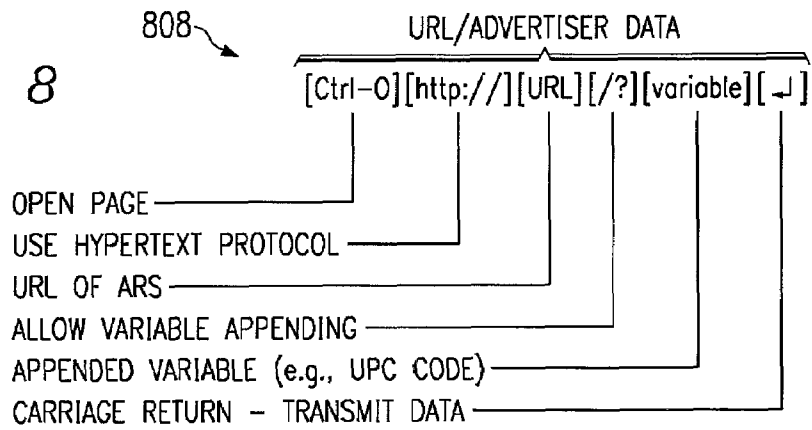 808
URL/ADVERTISER DATA
8
[Ctrl-O][http://][URL][/?][variable][↵]
OPEN PAGE
USE HYPERTEXT PROTOCOL
URL OF ARS
ALLOW VARIABLE APPENDING
APPENDED VARIABLE (e.g., UPC CODE)
CARRIAGE RETURN - TRANSMIT DATA